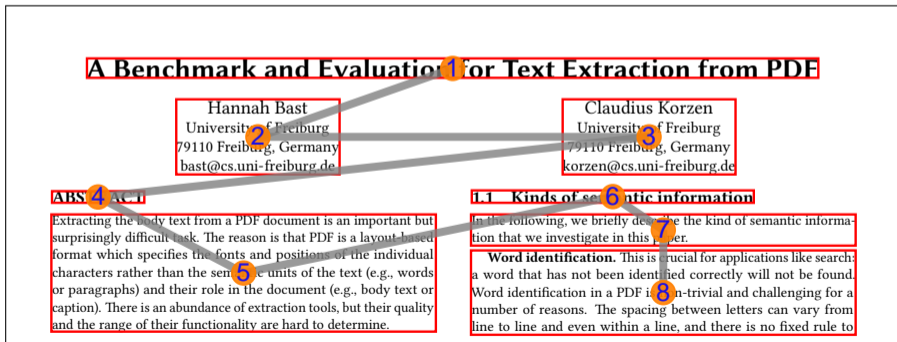 A Benchmark and Evaluation for Text Extraction from PDF
1
Hannah Bast
University of Freiburg
79110 Freiburg, Germany
bast@cs.uni-freiburg.de
2
Claudius Korzen
University of Freiburg
79110 Freiburg, Germany
korzen@cs.uni-freiburg.de
3
ABSTRACT
4
Extracting the body text from a PDF document is an important but
surprisingly difficult task. The reason is that PDF is a layout-based
format which specifies the fonts and positions of the individual
characters rather than the semantic units of the text (e.g., words
or paragraphs) and their role in the document (e.g., body text or
caption). There is an abundance of extraction tools, but their quality
and the range of their functionality are hard to determine.
5
1.1 Kinds of semantic information
6
In the following, we briefly describe the kind of semantic informa-
tion that we investigate in this paper.
7
Word identification. This is crucial for applications like search:
a word that has not been identified correctly will not be found.
Word identification in a PDF is non-trivial and challenging for a
number of reasons. The spacing between letters can vary from
line to line and even within a line, and there is no fixed rule to
8